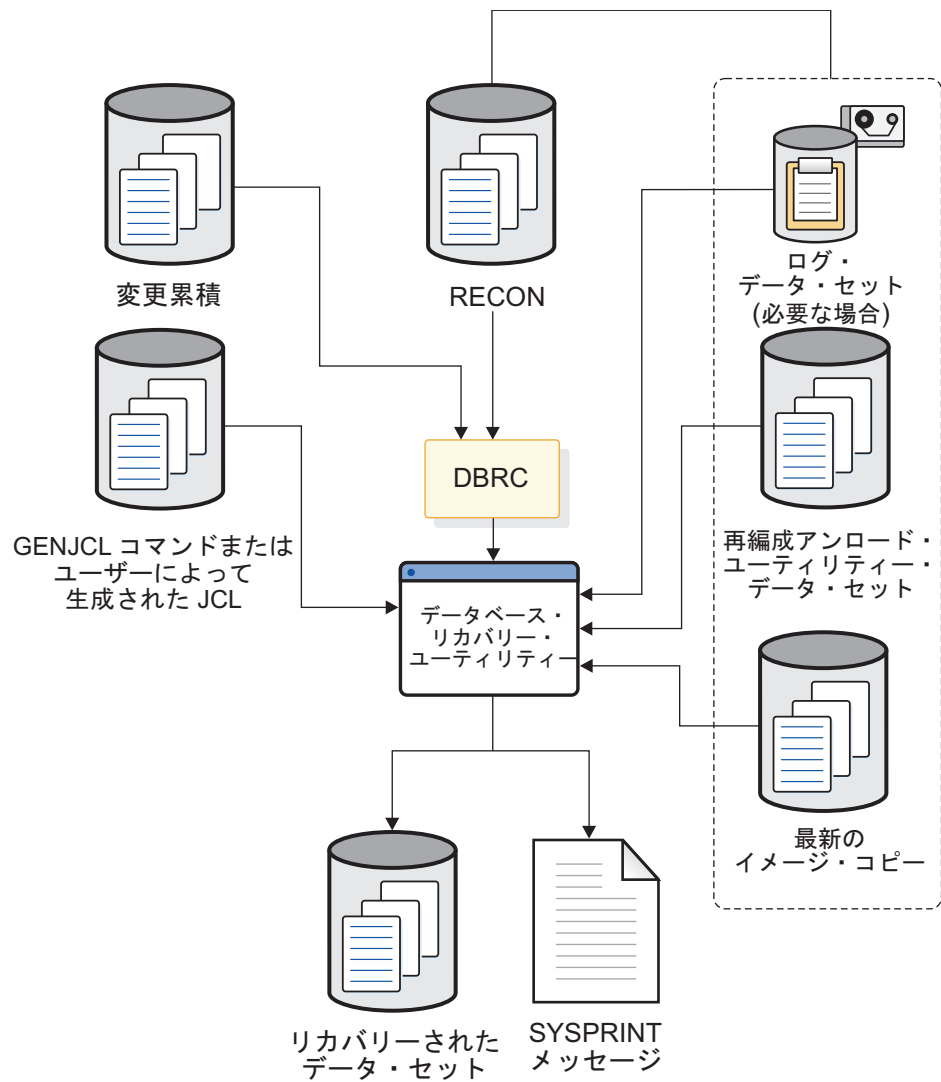 変更累積
RECON
ログ・
データ・セット
(必要な場合)
GENJCL コマンドまたは
ユーザーによって
生成された JCL
DBRC
再編成アンロード・
ユーティリティー・
データ・セット
データベース・
リカバリー・
ユーティリティー
最新の
イメージ・コピー
リカバリーされた
データ・セット
SYSPRINT
メッセージ